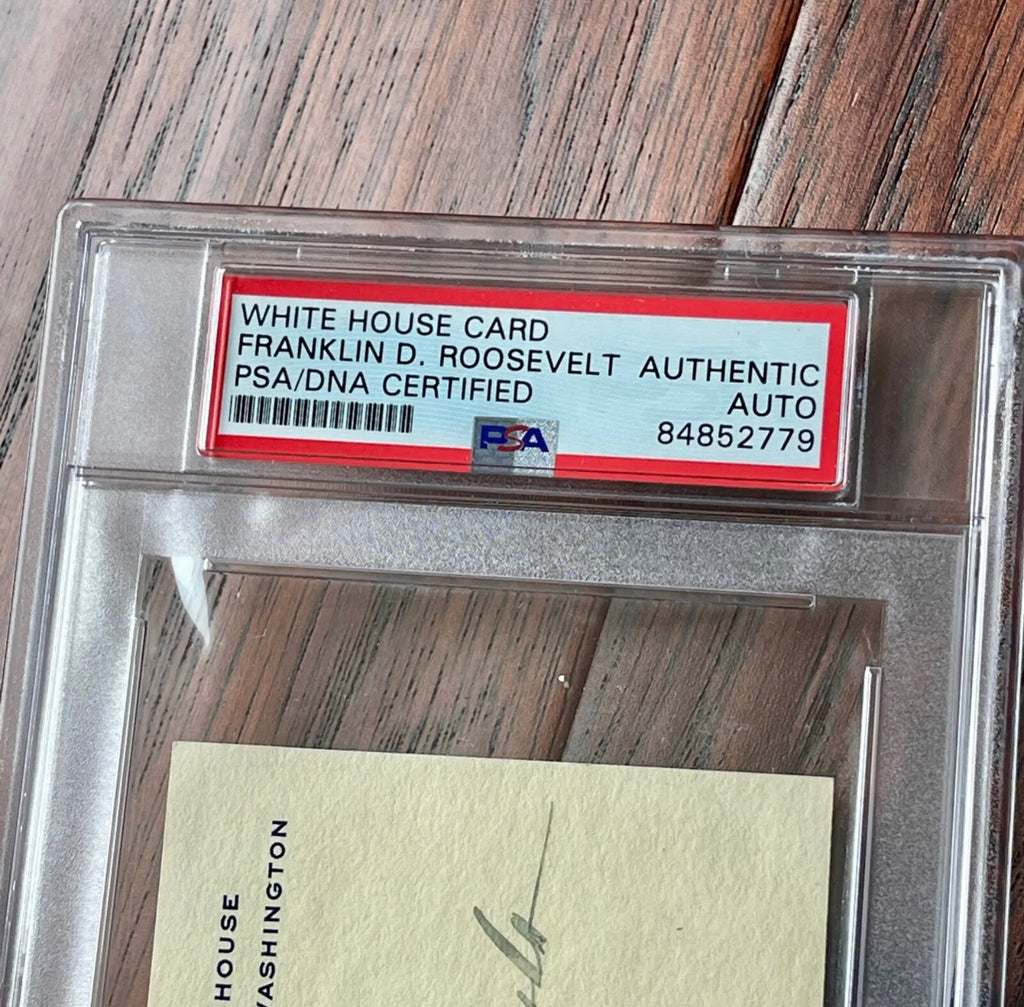 WHITE HOUSE CARD
FRANKLIN D. ROOSEVELT AUTHENTIC
PSA/DNA CERTIFIED AUTO
PSA 84852779
HOUSE
WASHINGTON